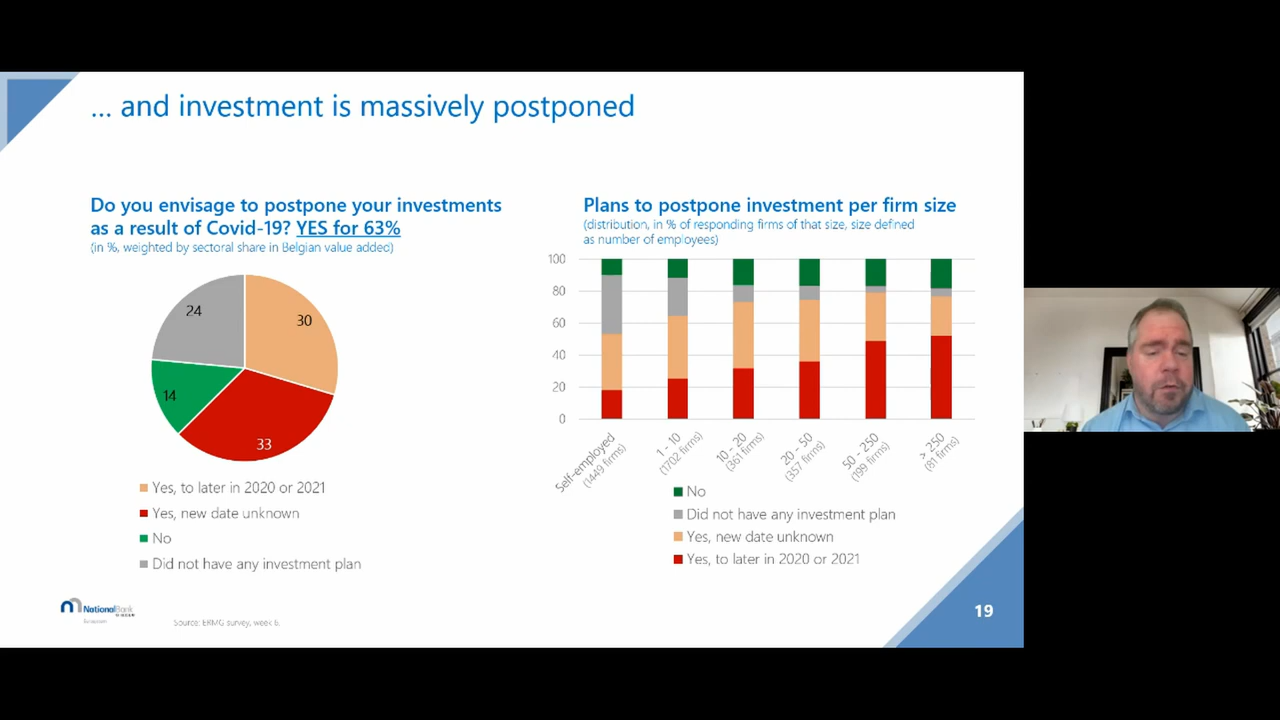 ... and investment is massively postponed
Do you envisage to postpone your investments
as a result of Covid-19? YES for 63%
(in %, weighted by sectoral share in Belgian value added)
24
30
14
33
Yes, to later in 2020 or 2021
Yes, new date unknown
No
Did not have any investment plan
Plans to postpone investment per firm size
(distribution, in % of responding firms of that size, size defined
as number of employees)
100
80
60
40
20
0
Self-employed
(1449 firms)
1 - 10
(1702 firms)
10 - 20
(361 firms)
20 - 50
(357 firms)
50 - 250
(199 firms)
> 250
(81 firms)
No
Did not have any investment plan
Yes, new date unknown
Yes, to later in 2020 or 2021
NationalBank
Source: ERMG survey, week 6.
19